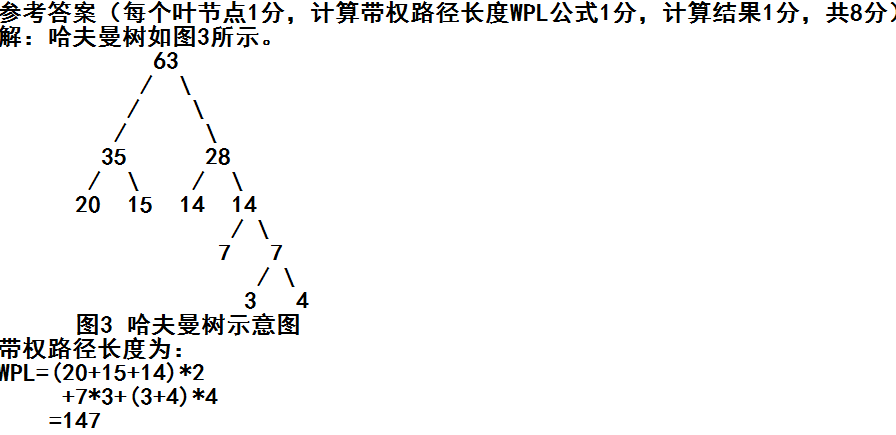 参考答案（每个叶节点1分，计算带权路径长度WPL公式1分，计算结果1分，共8分）
解：哈夫曼树如图3所示。
63
/ \
/ \
/ \
35 28
/ \ / \
20 15 14 14
/ \
7 7
/ \
3 4
图3 哈夫曼树示意图
带权路径长度为：
WPL=(20+15+14)*2
+7*3+(3+4)*4
=147